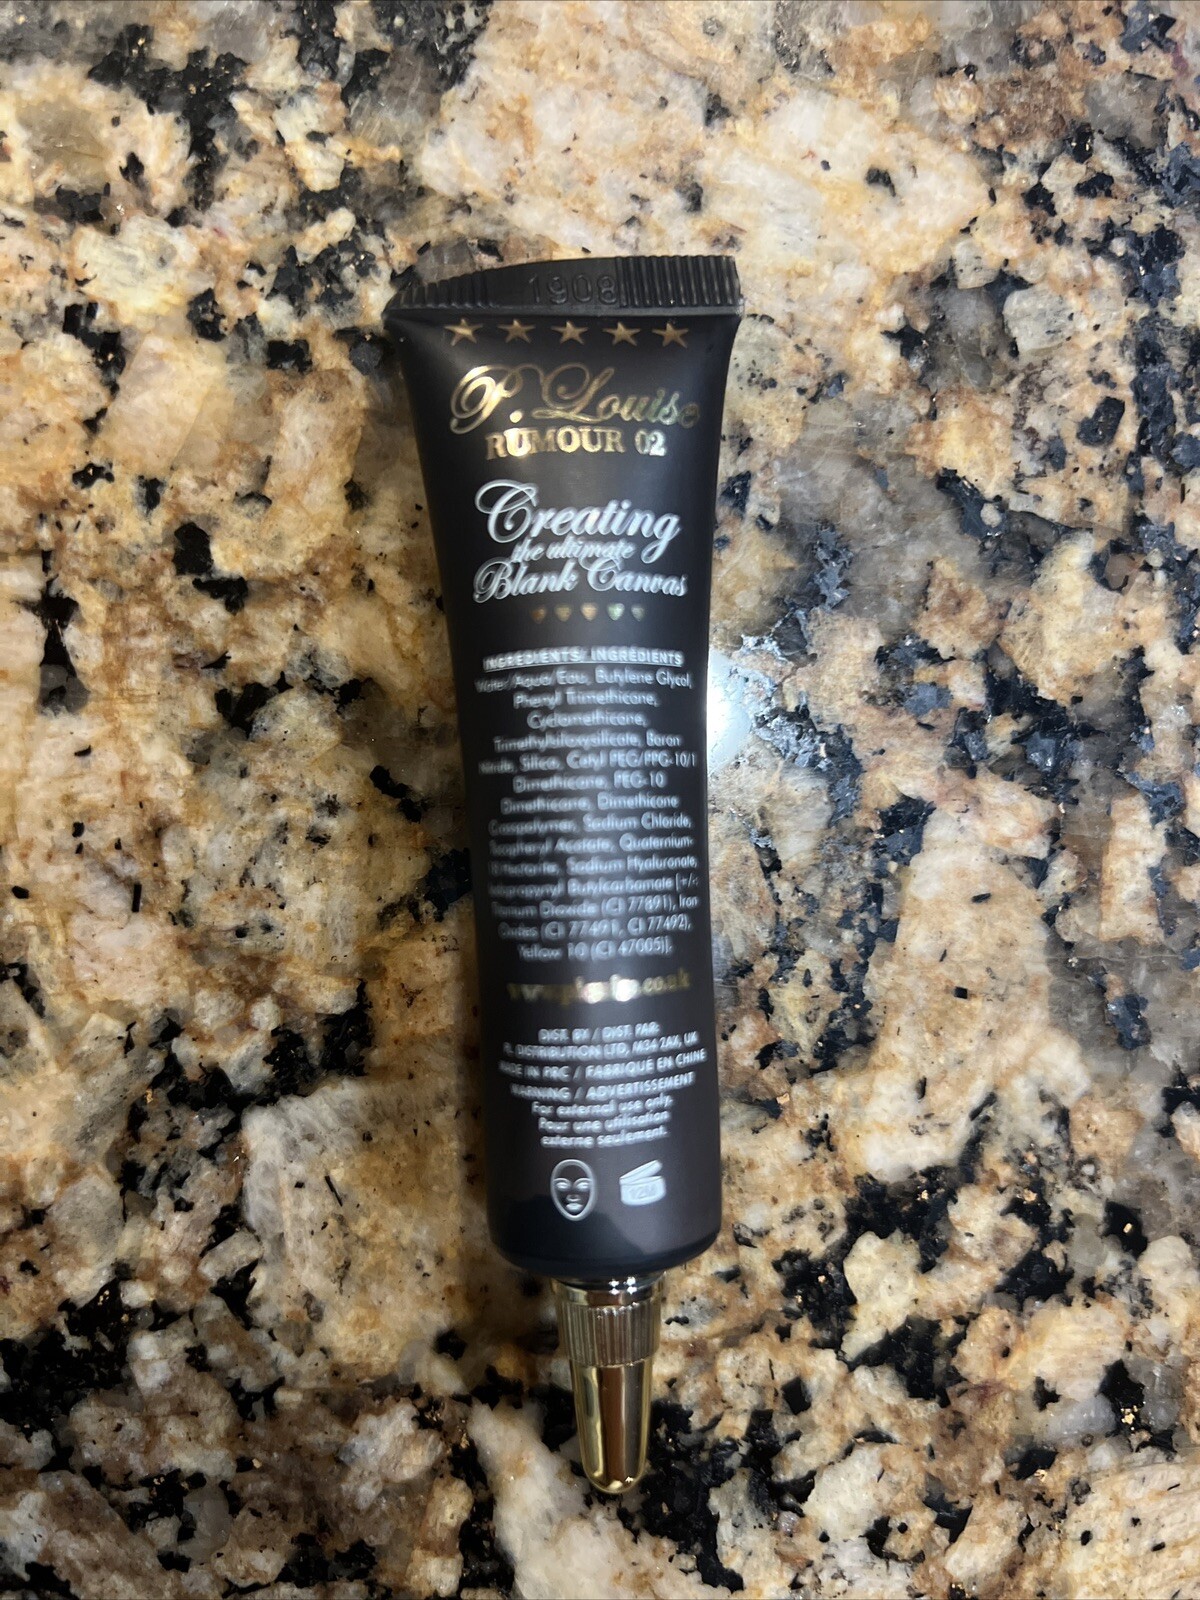 1908
P. Louise
RUMOUR 02
Creating
the ultimate
Blank Canvas
INGREDIENTS/ INGRÉDIENTS
Water/Aqua/Eau, Butylene Glycol,
Phenyl Trimethicone,
Cyclomethicone,
Trimethylsiloxysilicate, Boron
Silica, Cetyl PEG/PPG-10/1
Dimethicone, PEG-10
Dimethicone, Dimethicone
Crosspolymer, Sodium Chloride,
Acetate, Quaternium-
Sodium Hyaluronate,
Butylcarbamate [+/-:
Titanium Dioxide (CI 77891), Iron
Oxides (CI 77491, CI 77492),
Yellow 10 (CI 47005)].
DIST. BY / DIST. PAR:
DISTRIBUTION LTD, M34 2AX, UK
MADE IN PRC / FABRIQUÉ EN CHINE
WARNING / ADVERTISSEMENT
For external use only.
Pour une utilisation
externe seulement.
12M